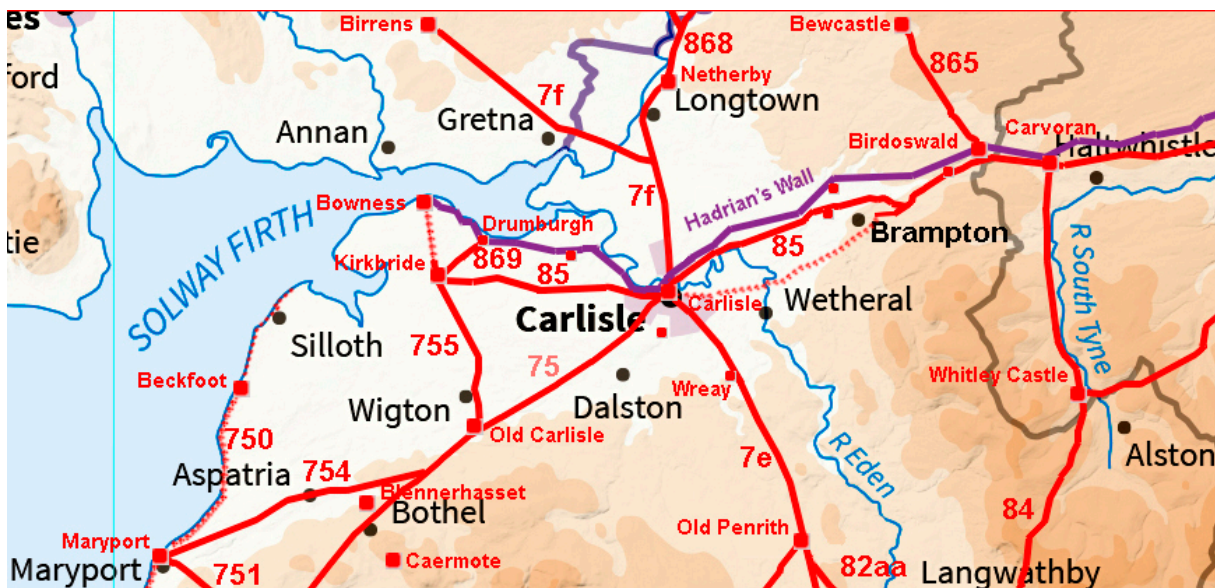 es
Birrens
868
Bewcastle
ford
Netherby
865
7f
Longtown
Gretna
Annan
Birdoswald
Carvoran
Haltwhistle
7f
Hadrian's Wall
Bowness
SOLWAY FIRTH
Drumburgh
tie
Brampton
85
869
85
R South Tyne
Kirkbride
Carlisle
Wetheral
Carlisle
Silloth
755
75
Beckfoot
Wreay
Whitley Castle
Wigton
Dalston
Old Carlisle
750
7e
R Eden
Aspatria
754
Alston
Blennerhasset
Bothel
84
Old Penrith
Maryport
Caermote
Maryport
751
82aa
Langwathby